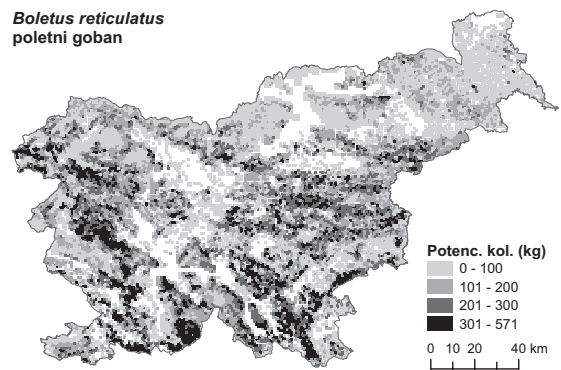 Boletus reticulatus
poletni goban
Potenc. kol. (kg)
0 - 100
101 - 200
201 - 300
301 - 571
0 10 20 40 km